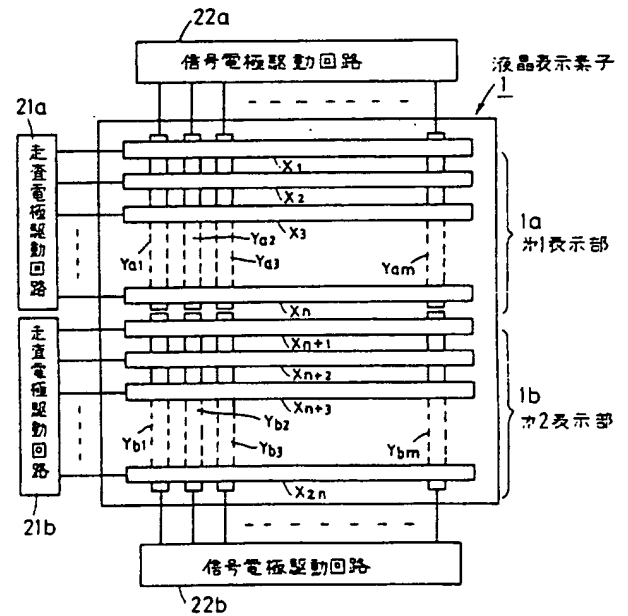 22a
信号電極駆動回路
液晶表示素子
1
21a
走査電極駆動回路
X1
X2
X3
Ya1
Ya2
Ya3
Yam
1a
才1表示部
Xn
Xn+1
Xn+2
Xn+3
走査電極駆動回路
Yb1
Yb2
Yb3
Ybm
1b
才2表示部
X2n
21b
信号電極駆動回路
22b